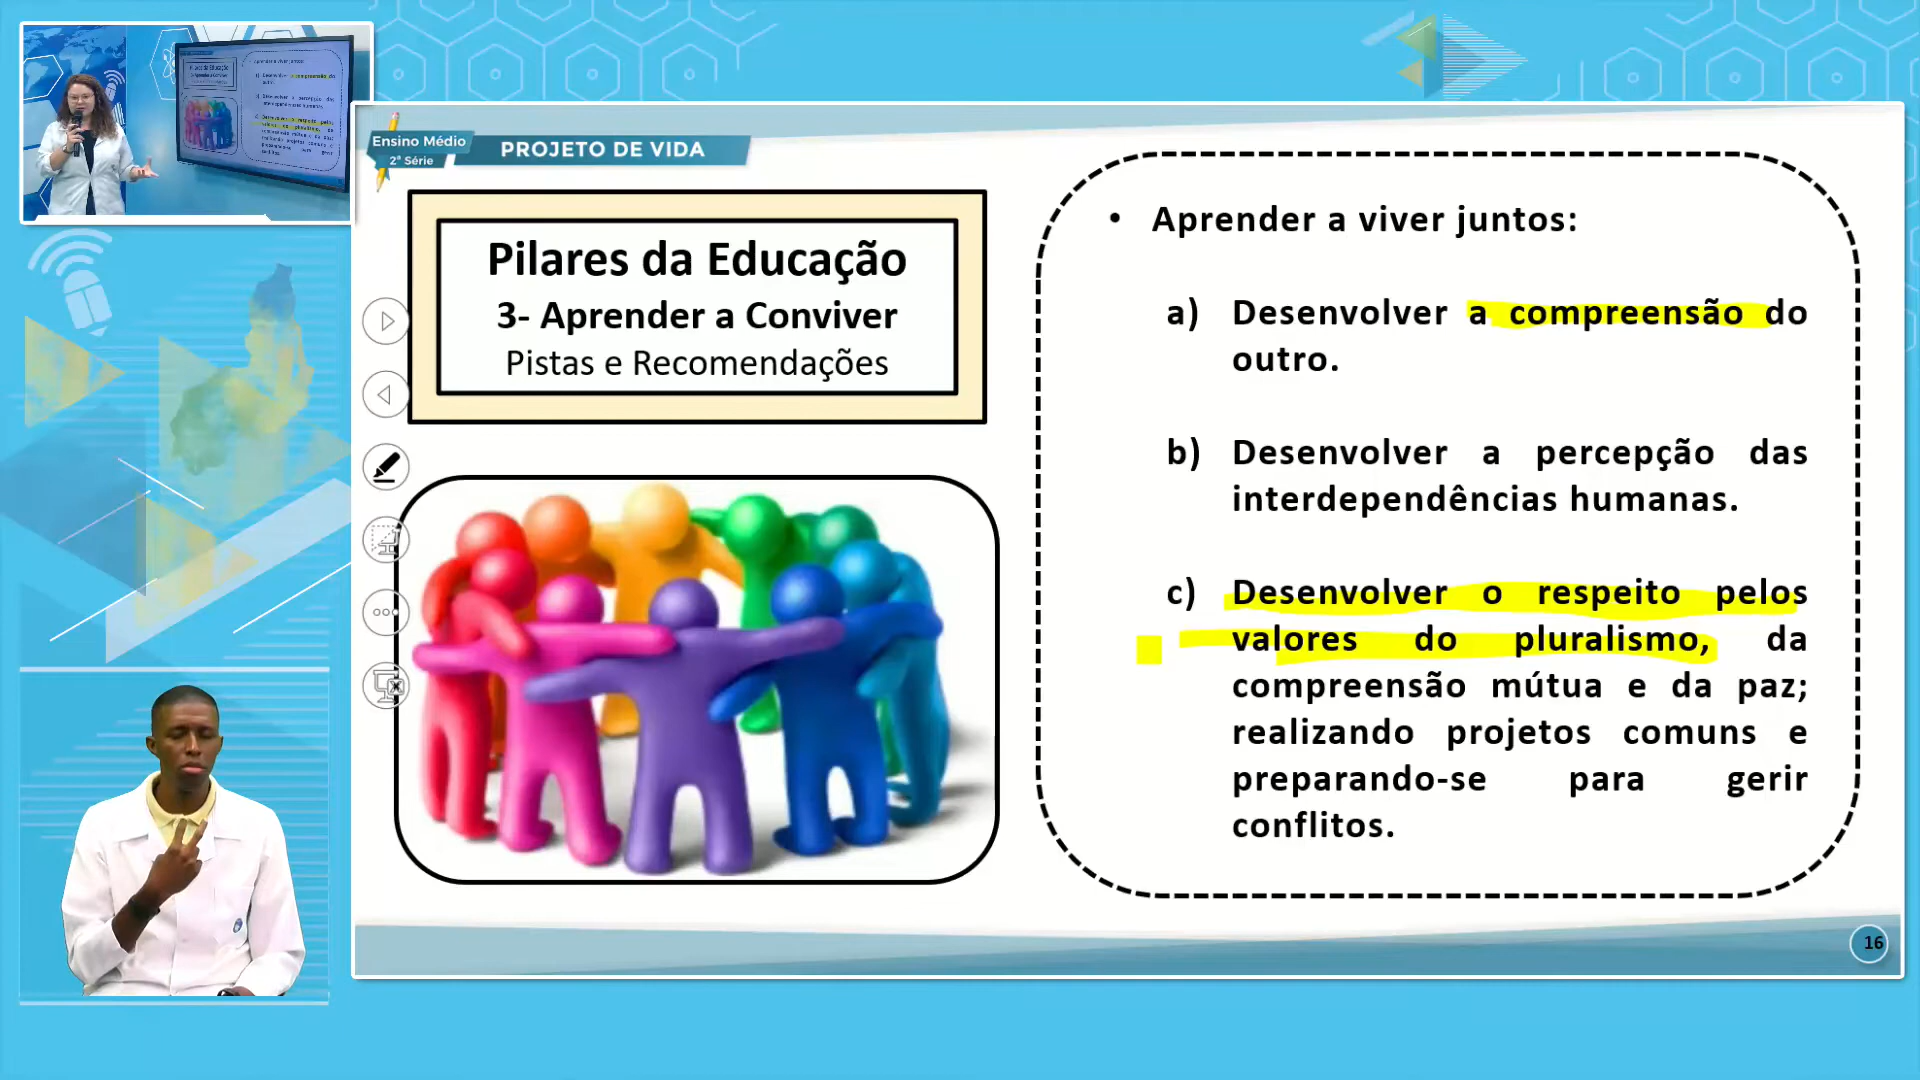 Ensino Médio
2ª Série
PROJETO DE VIDA
Pilares da Educação
3- Aprender a Conviver
Pistas e Recomendações
• Aprender a viver juntos:
a) Desenvolver a compreensão do
outro.
b) Desenvolver a percepção das
interdependências humanas.
c) Desenvolver o respeito pelos
valores do pluralismo, da
compreensão mútua e da paz;
realizando projetos comuns e
preparando-se para gerir
conflitos.
16